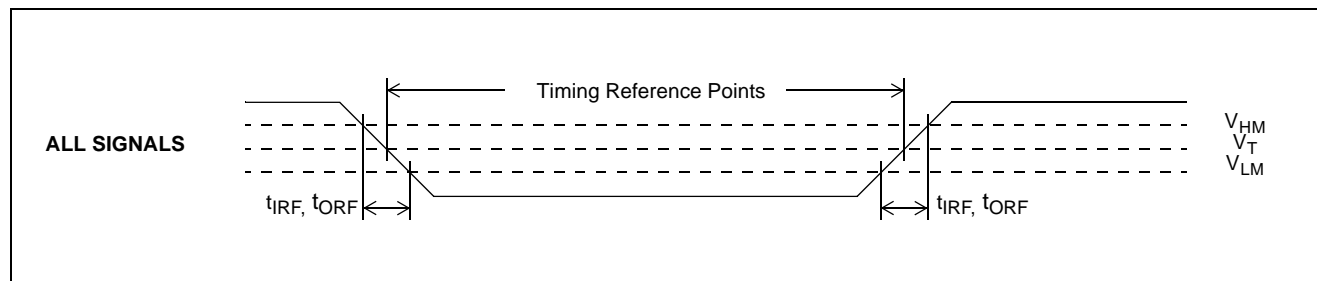 Timing Reference Points
ALL SIGNALS
VHM
VT
VLM
tIRF, tORF
tIRF, tORF